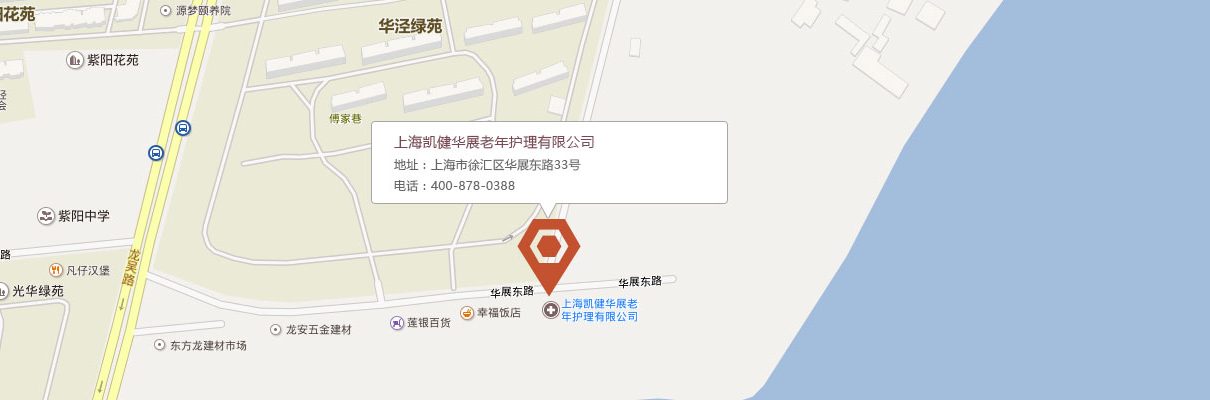 源梦颐养院
花苑
华泾绿苑
紫阳花苑
傅家巷
上海凯健华展老年护理有限公司
地址：上海市徐汇区华展东路33号
电话：400-878-0388
紫阳中学
路
龙吴路
凡仔汉堡
光华绿苑
华展东路
华展东路
上海凯健华展老
年护理有限公司
幸福饭店
莲银百货
龙安五金建材
东方龙建材市场